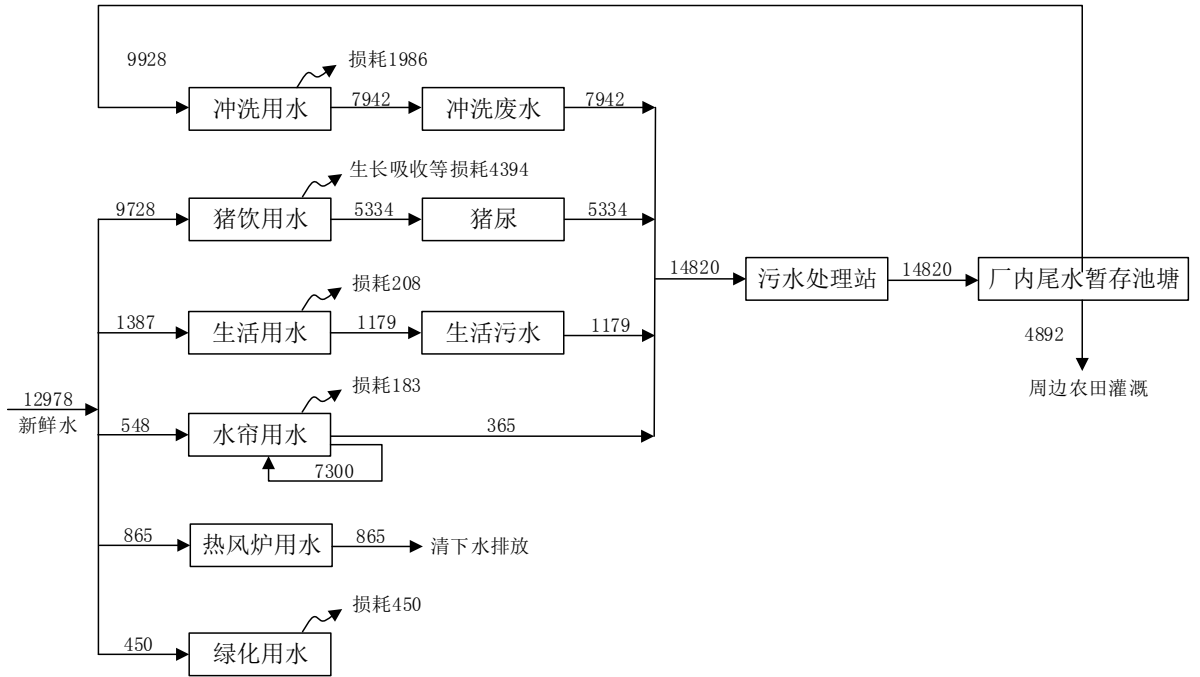 9928
损耗1986
冲洗用水
7942
冲洗废水
7942
生长吸收等损耗4394
9728
猪饮用水
5334
猪尿
5334
14820
污水处理站
14820
厂内尾水暂存池塘
损耗208
1387
生活用水
1179
生活污水
1179
4892
周边农田灌溉
损耗183
12978
新鲜水
548
水帘用水
365
7300
865
热风炉用水
865
清下水排放
损耗450
450
绿化用水